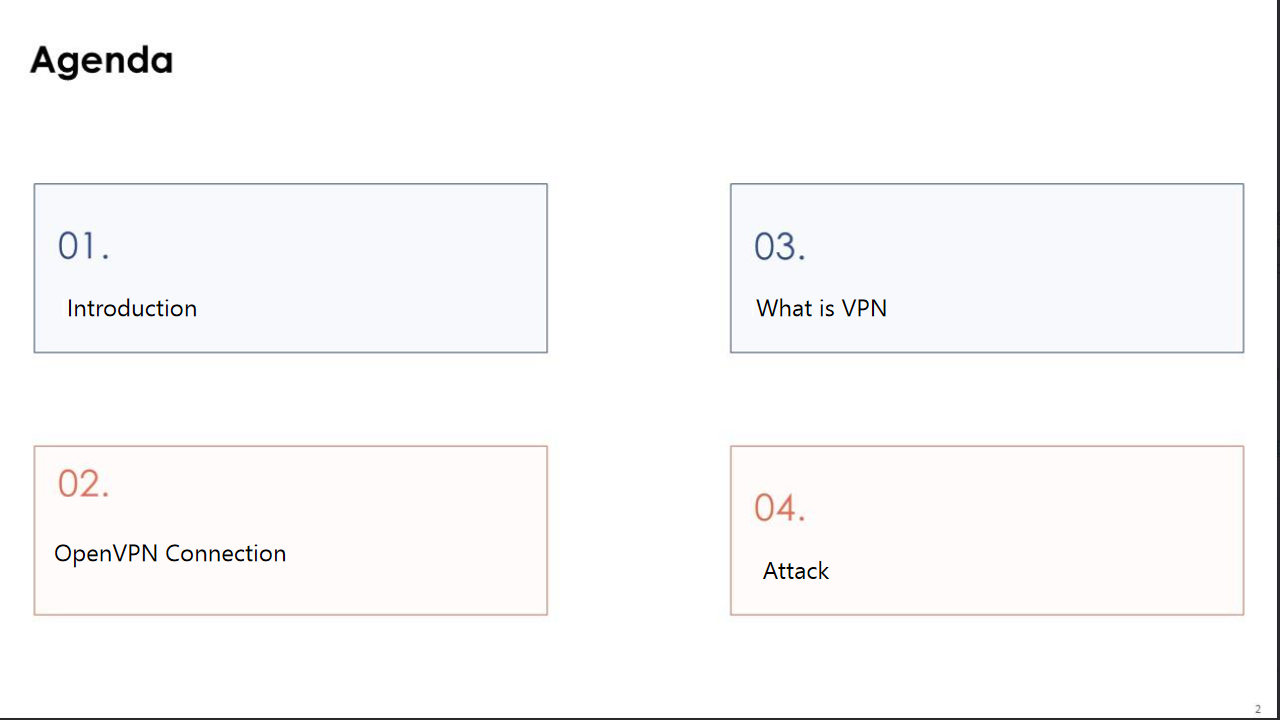 Agenda
01.
Introduction
02.
OpenVPN Connection
03.
What is VPN
04.
Attack
2